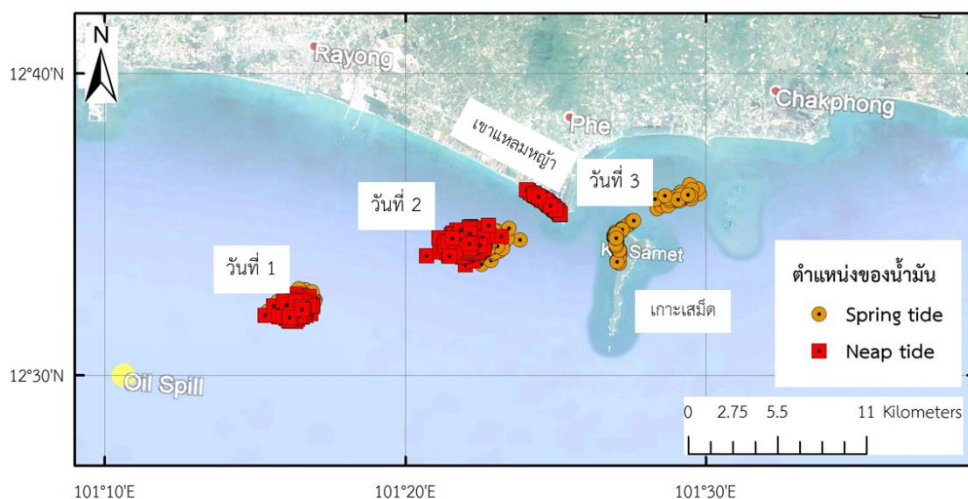 N
12°40'N
12°30'N
Rayong
Phe
Chakphong
เขาแหลมหญ้า
วันที่ 3
วันที่ 2
วันที่ 1
Samet
เกาะเสม็ด
Oil Spill
ตำแหน่งของน้ำมัน
Spring tide
Neap tide
0 2.75 5.5 11 Kilometers
101°10'E 101°20'E 101°30'E